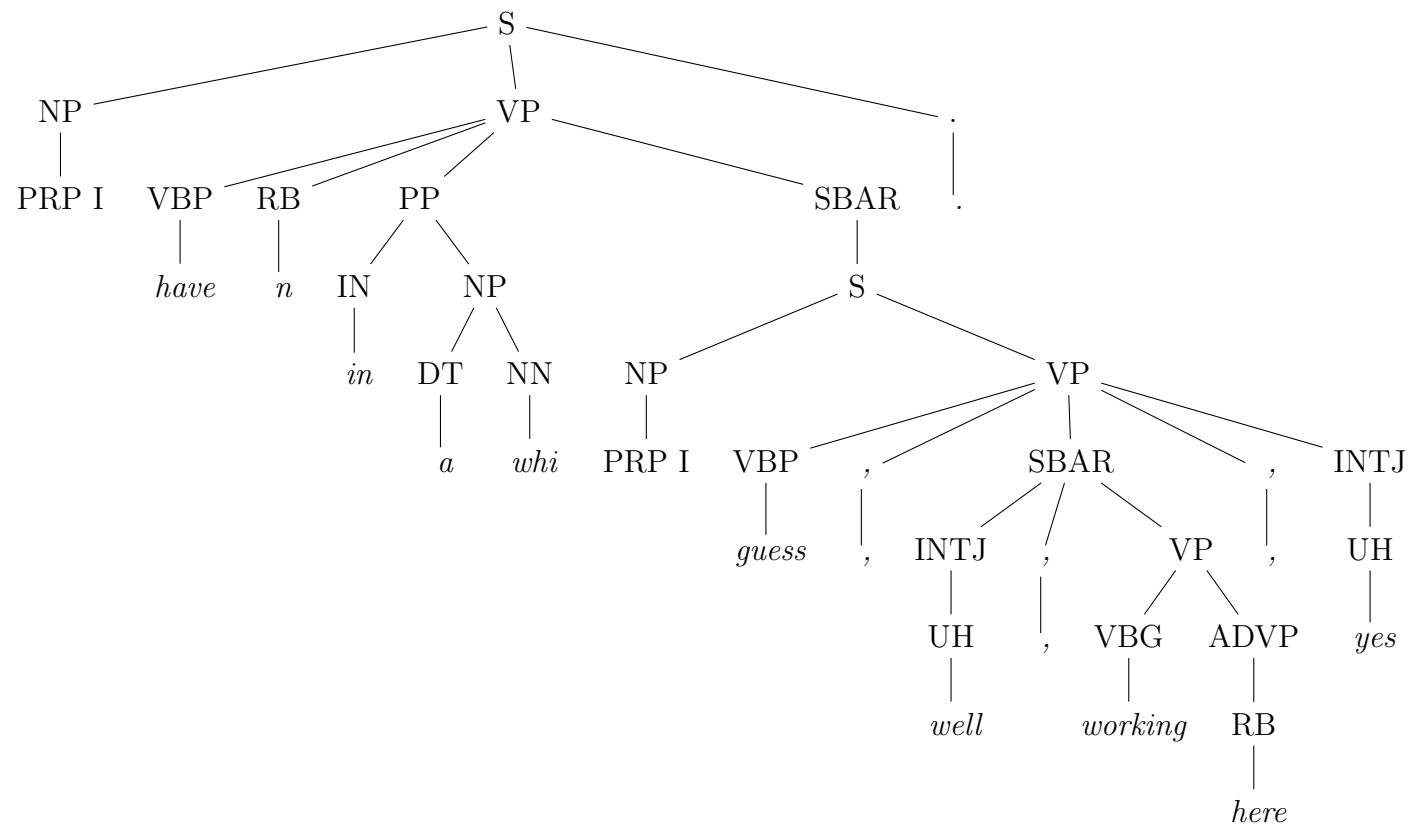 S
NP VP .
PRP I VBP RB PP SBAR .
have n IN NP S
in DT NN NP VP
a whi PRP I VBP , SBAR , INTJ
guess , INTJ , VP , UH
UH , VBG ADVP yes
well working RB
here